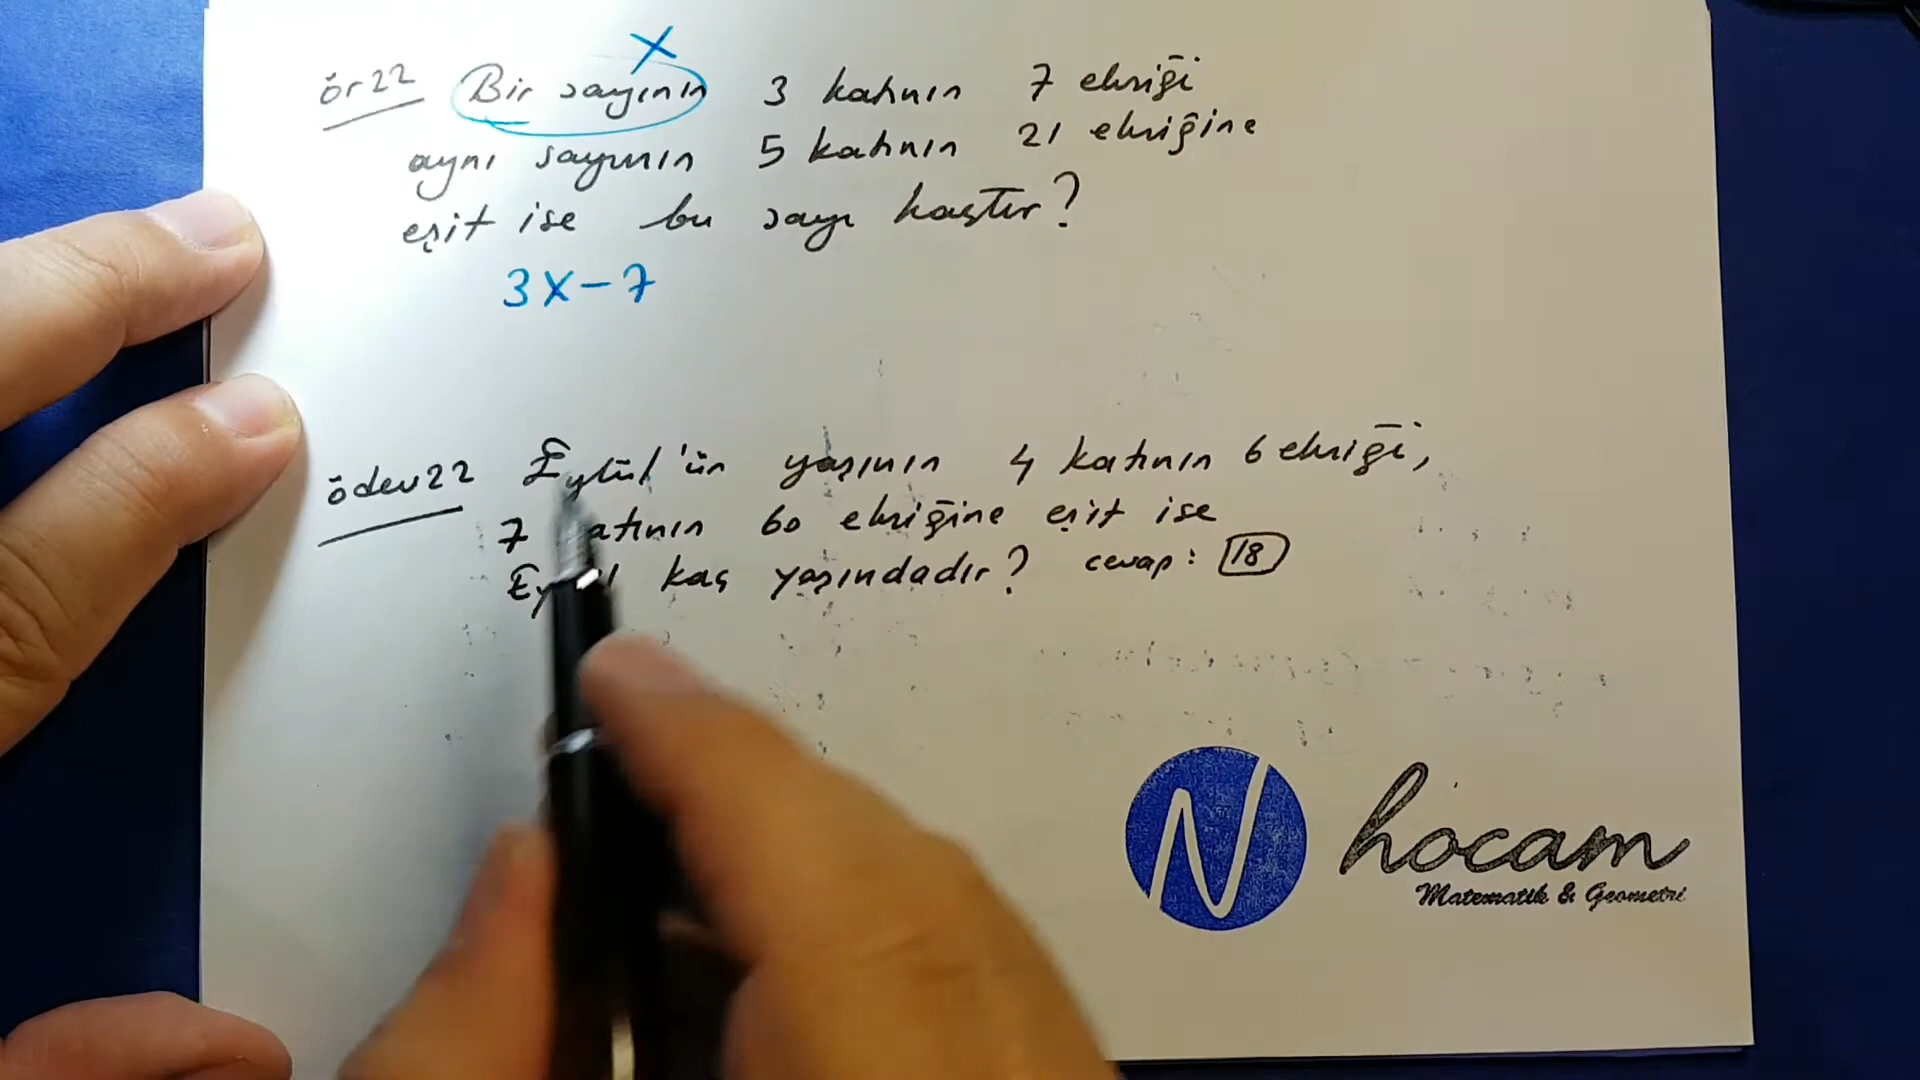 x
ör22 Bir sayının 3 katının 7 eksiği
aynı sayının 5 katının 21 eksiğine
eşit ise bu sayı kaçtır?
3x-7
ödev22 Eylül'ün yaşının 4 katının 6 eksiği,
7 katının 60 eksiğine eşit ise
Eylül kaç yaşındadır? cevap: 18
N hocam
Matematik & Geometri